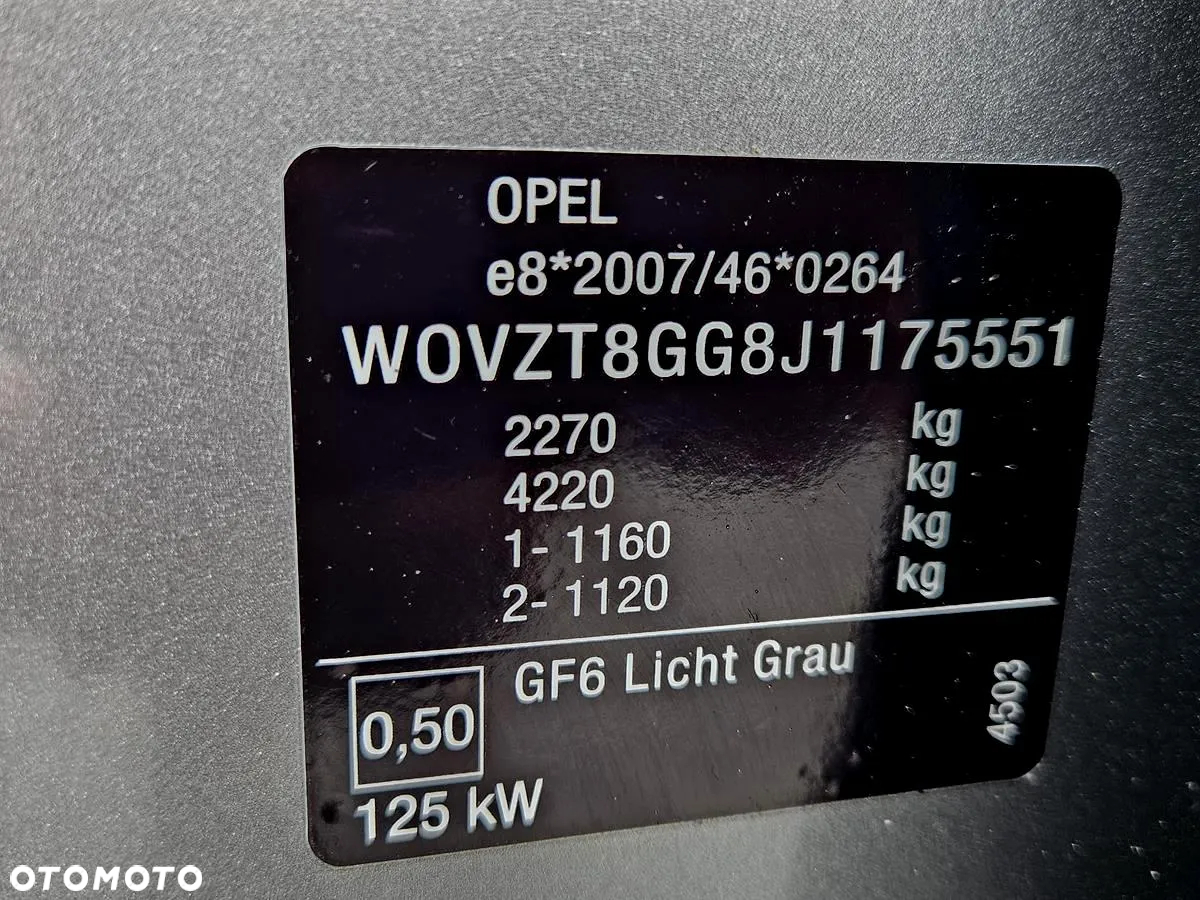 OPEL
e8*2007/46*0264
W0VZT8GG8J1175551
2270 kg
4220 kg
1- 1160 kg
2- 1120 kg
GF6 Licht Grau
4503
0,50
125 kW
OTOMOTO